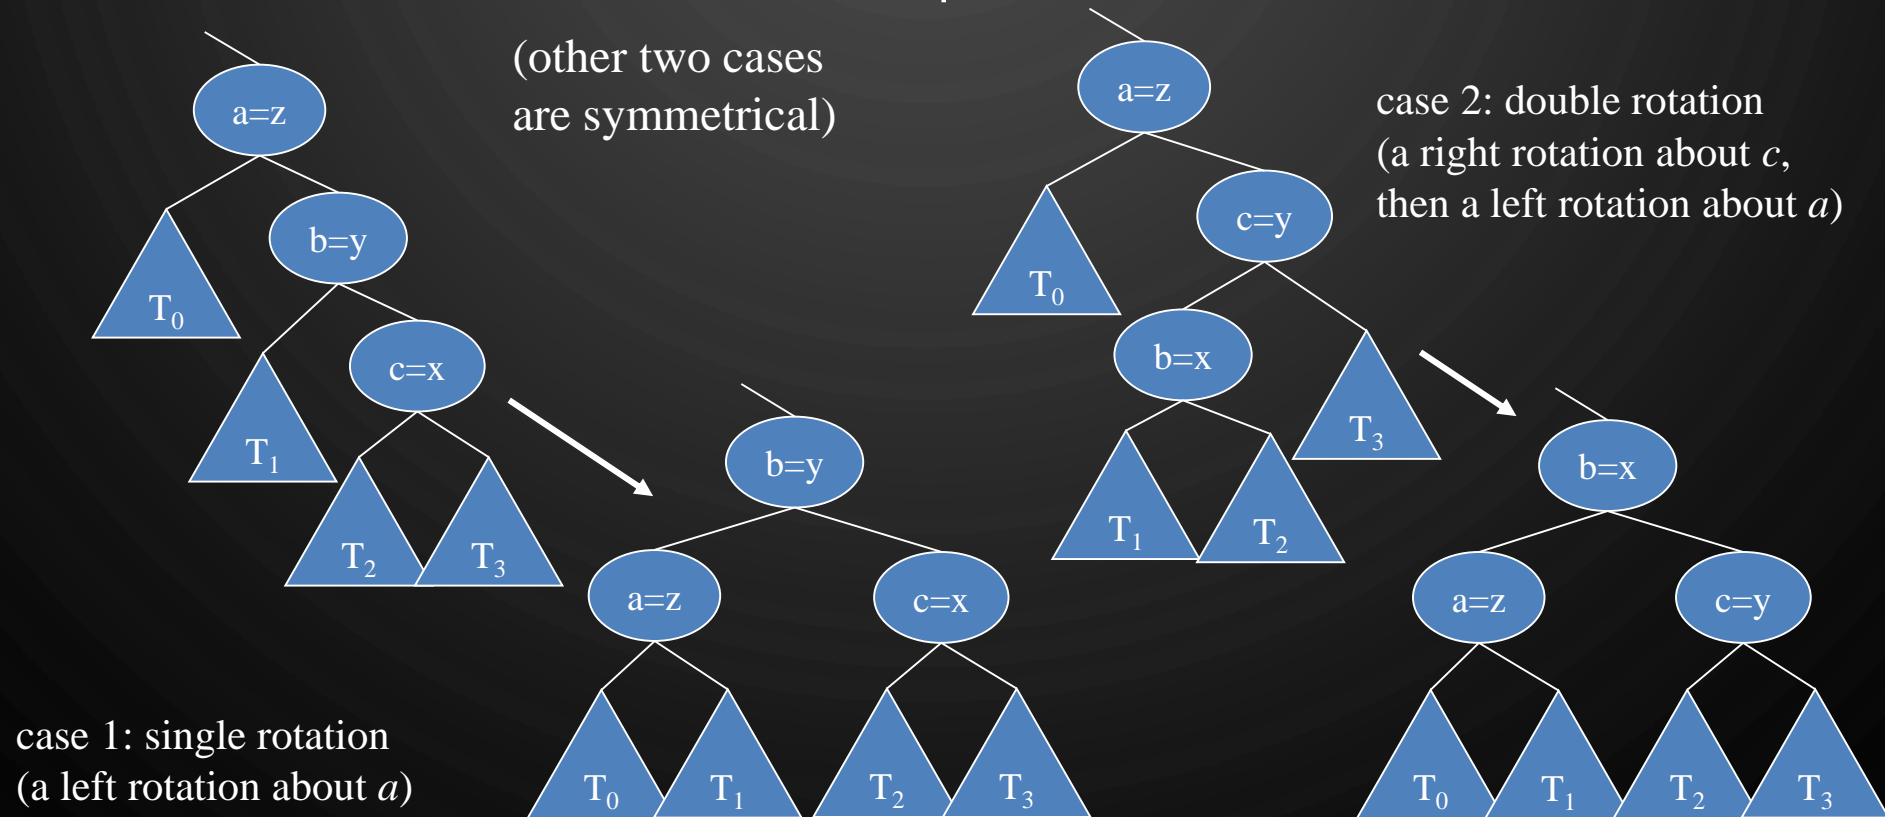 (other two cases
are symmetrical)
a=z
b=y
T0
c=x
T1
T2
T3
b=y
a=z
c=x
T0
T1
T2
T3
case 1: single rotation
(a left rotation about a)
a=z
case 2: double rotation
(a right rotation about c,
then a left rotation about a)
c=y
T0
b=x
T3
T1
T2
b=x
a=z
c=y
T0
T1
T2
T3